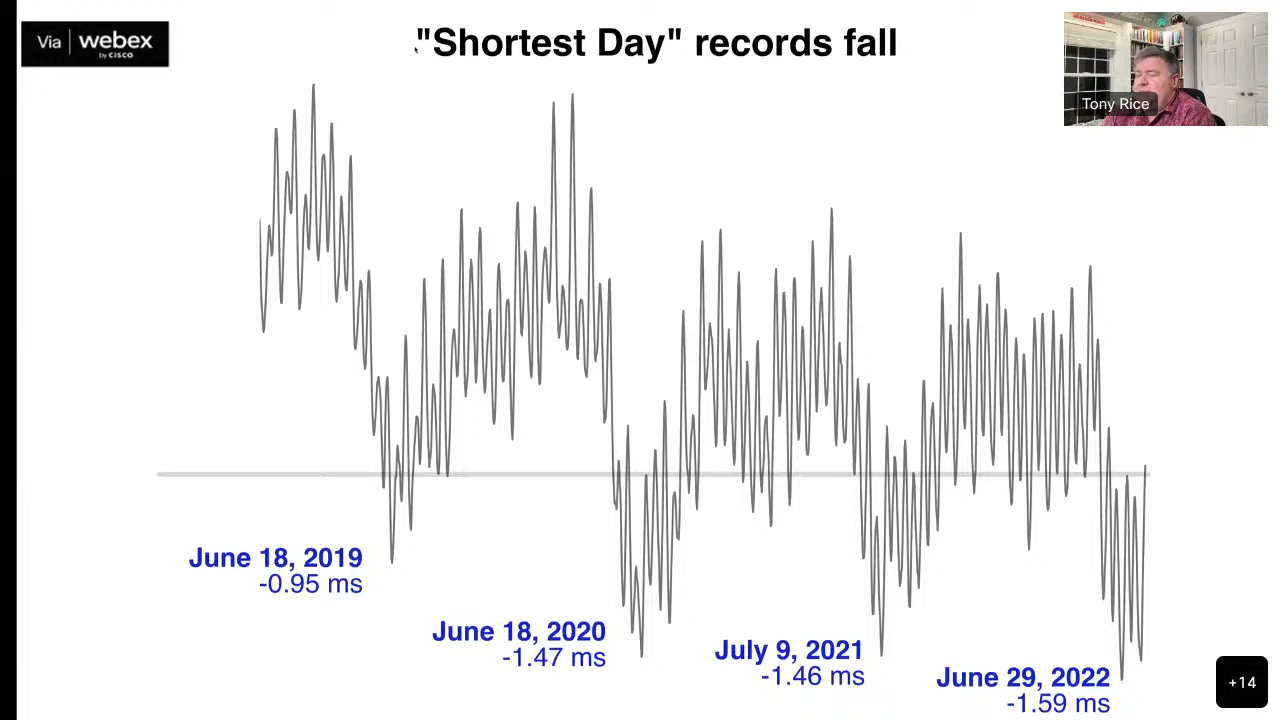 Via webex
by CISCO
"Shortest Day" records fall
Tony Rice
June 18, 2019
-0.95 ms
June 18, 2020
-1.47 ms
July 9, 2021
-1.46 ms
June 29, 2022
-1.59 ms
+14